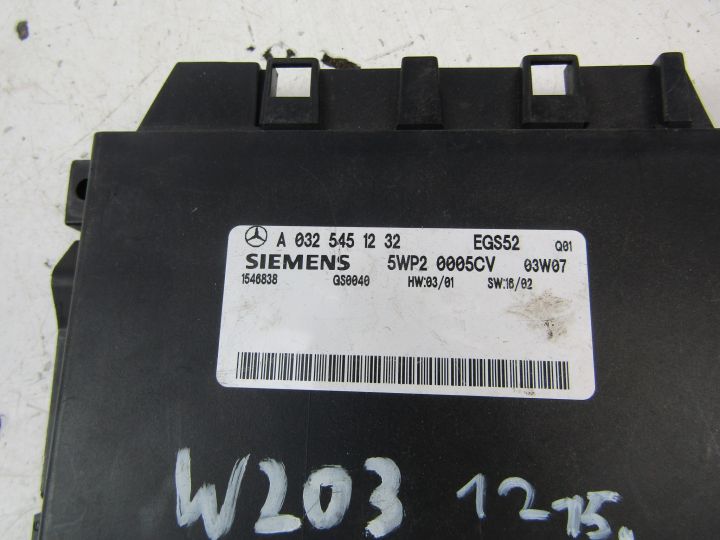 A 032 545 12 32 EGS52 Q01
SIEMENS 5WP2 0005CV 03W07
1546838 GS0040 HW:03/01 SW:16/02
W203 12 15.